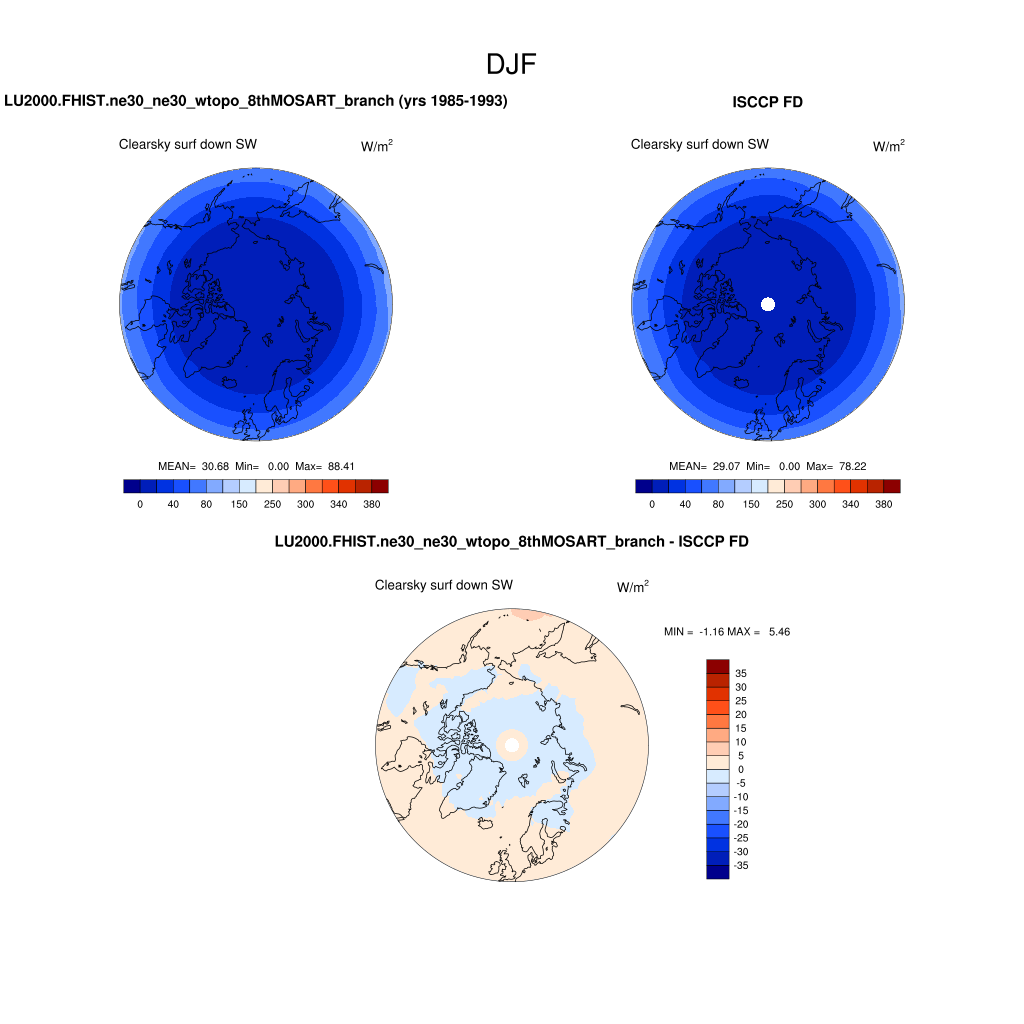 DJF
LU2000.FHIST.ne30_ne30_wtopo_8thMOSART_branch (yrs 1985-1993)
ISCCP FD
Clearsky surf down SW W/m2
Clearsky surf down SW W/m2
MEAN= 30.68 Min= 0.00 Max= 88.41
MEAN= 29.07 Min= 0.00 Max= 78.22
0 40 80 150 250 300 340 380
0 40 80 150 250 300 340 380
LU2000.FHIST.ne30_ne30_wtopo_8thMOSART_branch - ISCCP FD
Clearsky surf down SW W/m2
MIN = -1.16 MAX = 5.46
35
30
25
20
15
10
5
0
-5
-10
-15
-20
-25
-30
-35